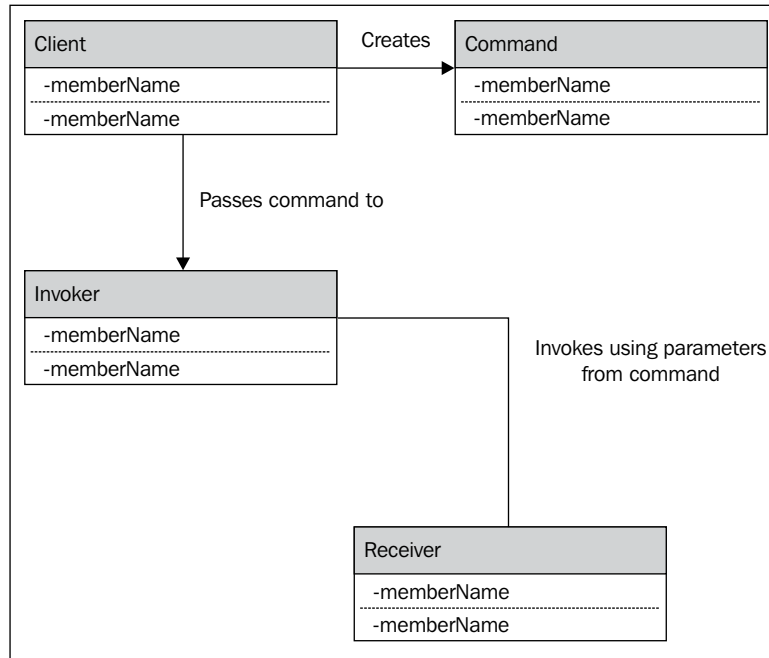 Client
-memberName
-memberName
Creates
Command
-memberName
-memberName
Passes command to
Invoker
-memberName
-memberName
Invokes using parameters
from command
Receiver
-memberName
-memberName